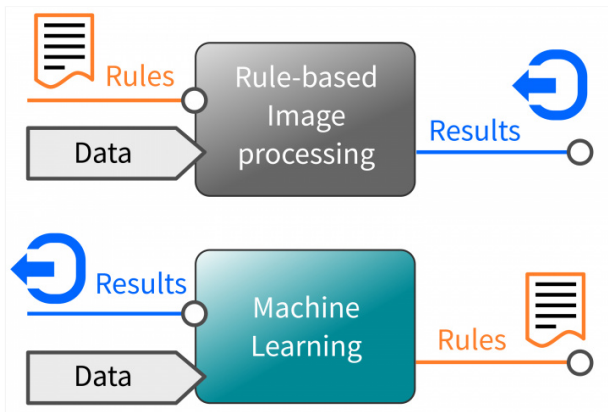 Rules
Rule-based
Image
processing
Data
Results
Results
Machine
Learning
Data
Rules